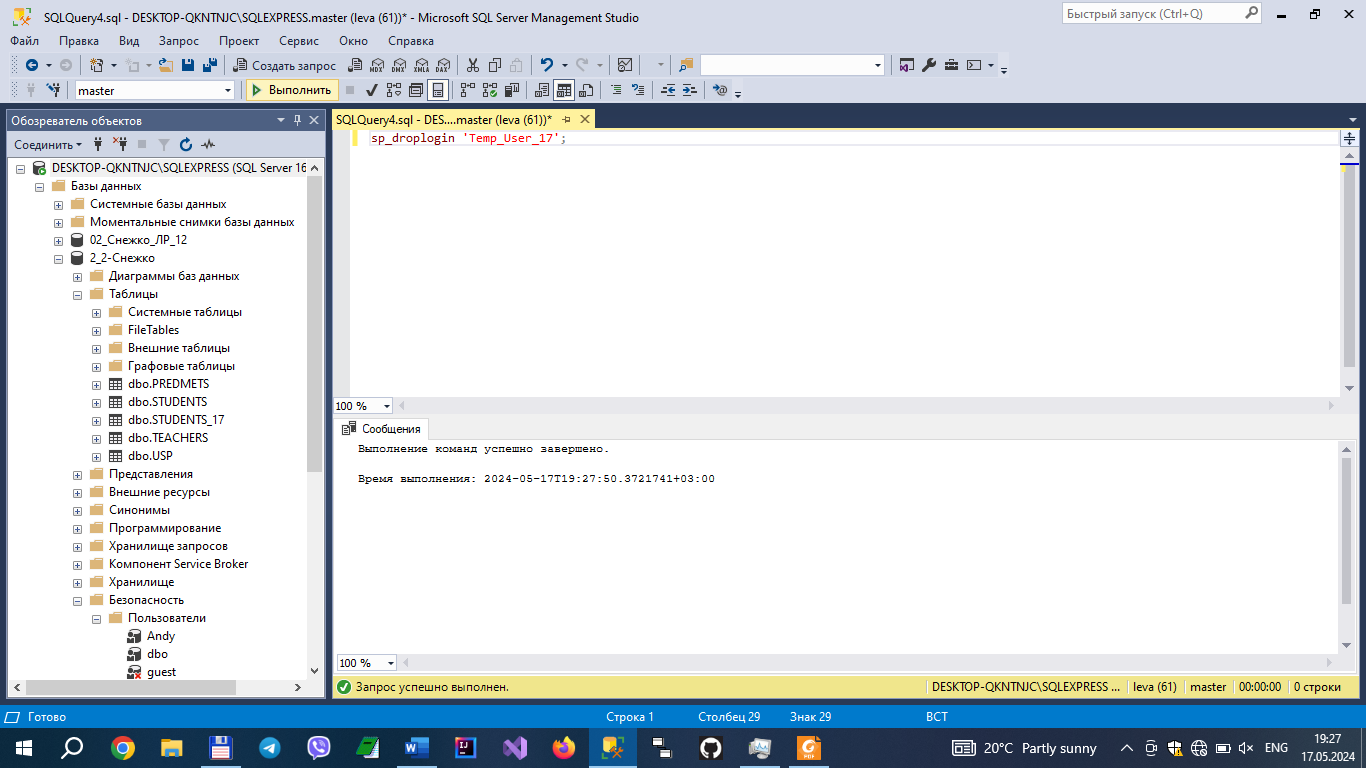 SQLQuery4.sql - DESKTOP-QKNTNJC\SQLEXPRESS.master (leva (61))* - Microsoft SQL Server Management Studio
Быстрый запуск (Ctrl+Q)
Файл Правка Вид Запрос Проект Сервис Окно Справка
Создать запрос MDX DMX XMLA DAX
master Выполнить
Обозреватель объектов
SQLQuery4.sql - DES....master (leva (61))*
Соединить
sp_droplogin 'Temp_User_17';
DESKTOP-QKNTNJC\SQLEXPRESS (SQL Server 16
Базы данных
Системные базы данных
Моментальные снимки базы данных
02_Снежко_ЛР_12
2_2-Снежко
Диаграммы баз данных
Таблицы
Системные таблицы
FileTables
Внешние таблицы
Графовые таблицы
dbo.PREDMETS
dbo.STUDENTS
dbo.STUDENTS_17
dbo.TEACHERS
dbo.USP
Представления
Внешние ресурсы
Синонимы
Программирование
Хранилище запросов
Компонент Service Broker
Хранилище
Безопасность
Пользователи
Andy
dbo
guest
100 %
Сообщения
Выполнение команд успешно завершено.
Время выполнения: 2024-05-17T19:27:50.3721741+03:00
100 %
Запрос успешно выполнен. DESKTOP-QKNTNJC\SQLEXPRESS ... leva (61) master 00:00:00 0 строки
Готово Строка 1 Столбец 29 Знак 29 ВСТ
20°C Partly sunny ENG 19:27
17.05.2024